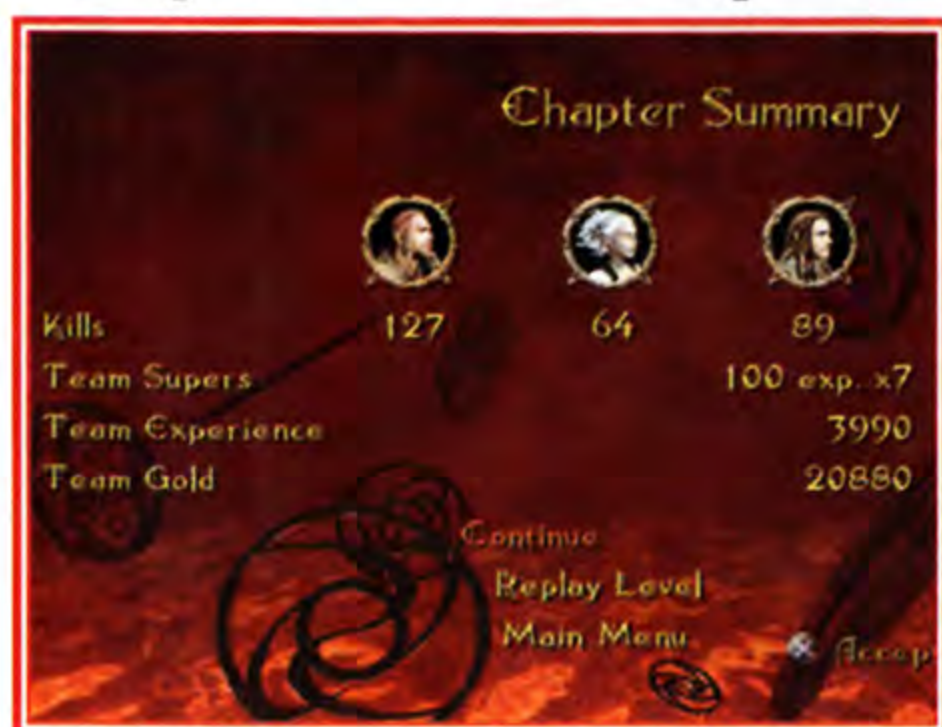 Chapter Summary
Kills 127 64 89
Team Supers 100 exp. x7
Team Experience 3990
Team Gold 20880
Continue
Replay Level
Main Menu
Accep